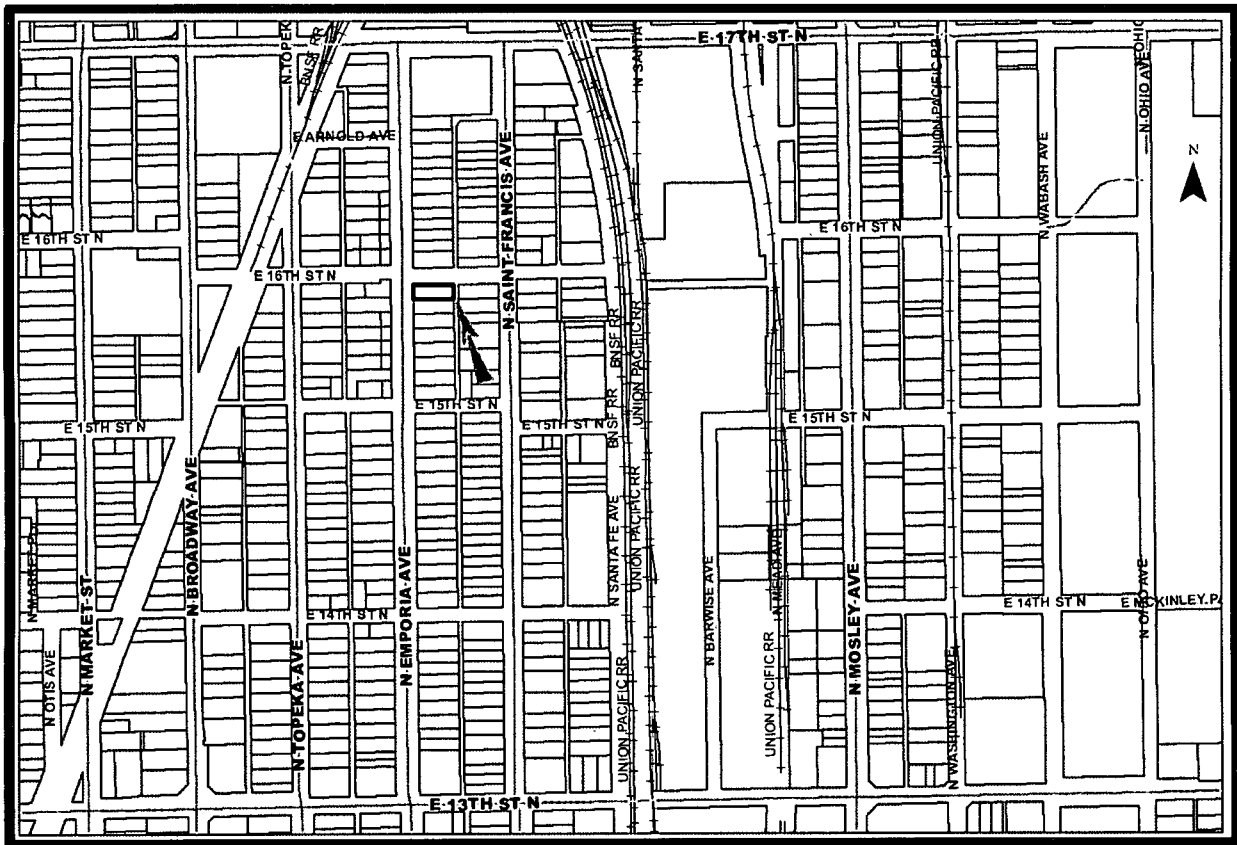 E 17TH ST N
N TOPEK
BNSF RR
N SANTA
UNION PACIFIC RR
N OHIO AVE
E ARNOLD AVE
N SAINT FRANCIS AVE
N WABASH AVE
N
E 16TH ST N
E 16TH ST N
E 16TH ST N
BNSF RR
UNION PACIFIC RR
E 15TH ST N
E 15TH ST N
E 15TH ST N
E 15TH ST N
BNSF RR
N BROADWAY AVE
UNION PACIFIC RR
N SANTA FE AVE
N MARKET ST
N EMPORIA AVE
N BARWISE AVE
N MEAD AVE
N MOSLEY AVE
E 14TH ST N
E 14TH ST N
N OTIS AVE
N TOPEKA AVE
UNION PACIFIC RR
UNION PACIFIC RR
N WASHINGTON AVE
E 13TH ST N